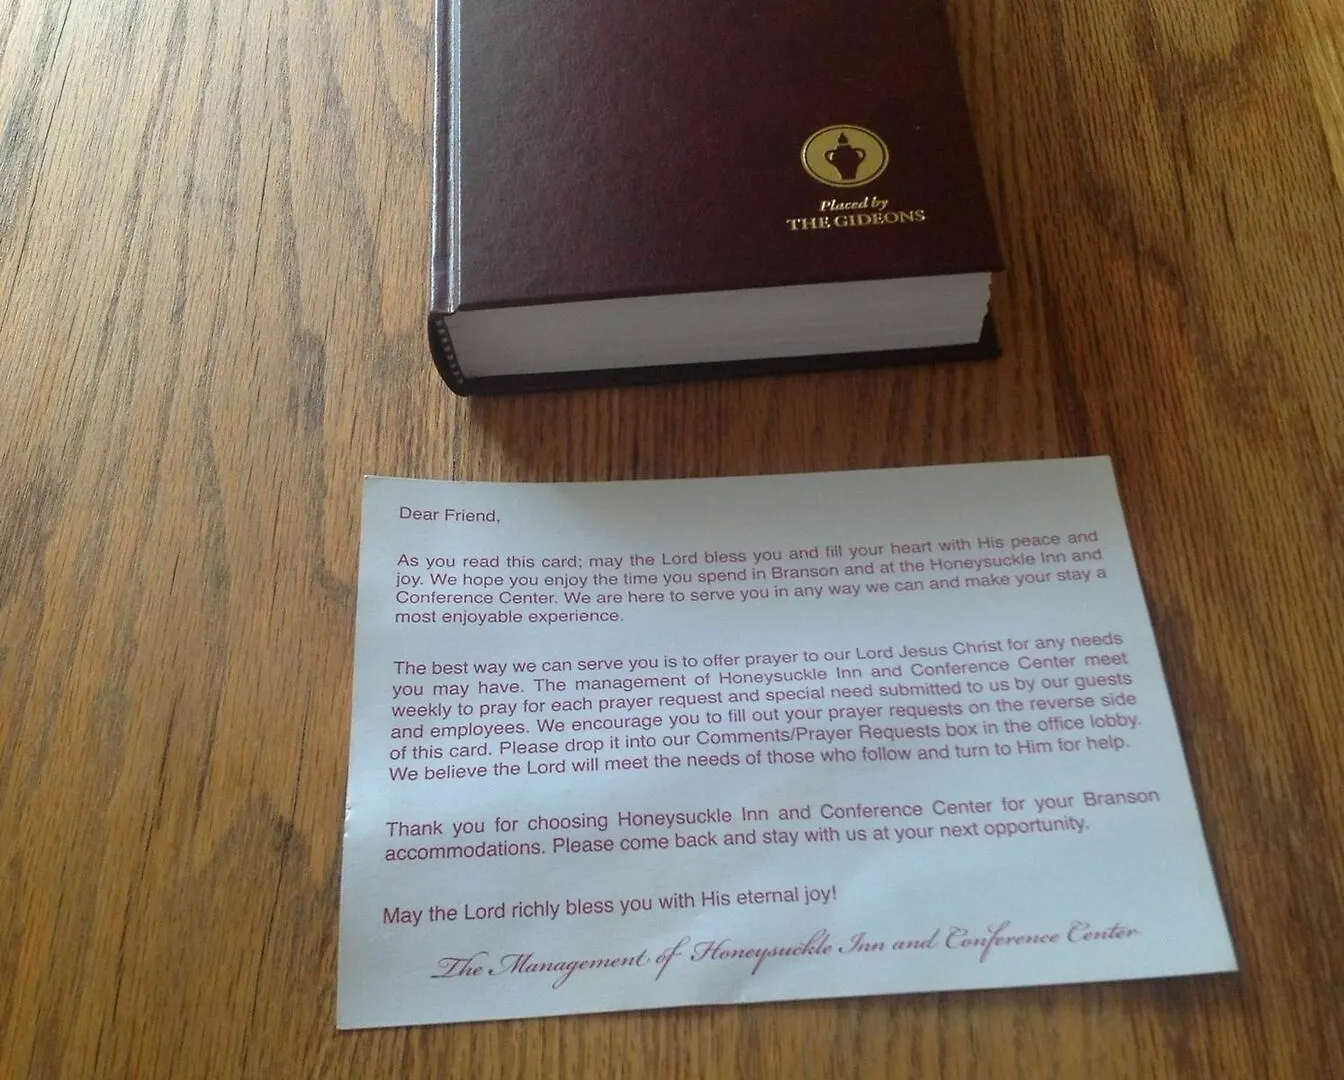 Placed by
THE GIDEONS
Dear Friend,
As you read this card; may the Lord bless you and fill your heart with His peace and
joy. We hope you enjoy the time you spend in Branson and at the Honeysuckle Inn and
Conference Center. We are here to serve you in any way we can and make your stay a
most enjoyable experience.
The best way we can serve you is to offer prayer to our Lord Jesus Christ for any needs
you may have. The management of Honeysuckle Inn and Conference Center meet
weekly to pray for each prayer request and special need submitted to us by our guests
and employees. We encourage you to fill out your prayer requests on the reverse side
of this card. Please drop it into our Comments/Prayer Requests box in the office lobby.
We believe the Lord will meet the needs of those who follow and turn to Him for help.
Thank you for choosing Honeysuckle Inn and Conference Center for your Branson
accommodations. Please come back and stay with us at your next opportunity.
May the Lord richly bless you with His eternal joy!
The Management of Honeysuckle Inn and Conference Center